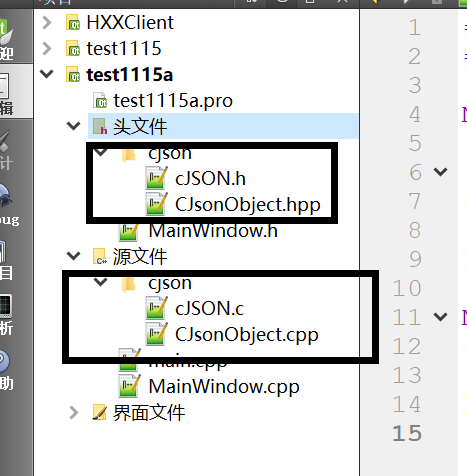 HXXClient
test1115
test1115a
test1115a.pro
头文件
cjson
cJSON.h
CJsonObject.hpp
MainWindow.h
源文件
cjson
cJSON.c
CJsonObject.cpp
main.cpp
MainWindow.cpp
界面文件
迎
辑
计
bug
目
析
助
1
2
3
4
5
6
7
8
9
10
11
12
13
14
15